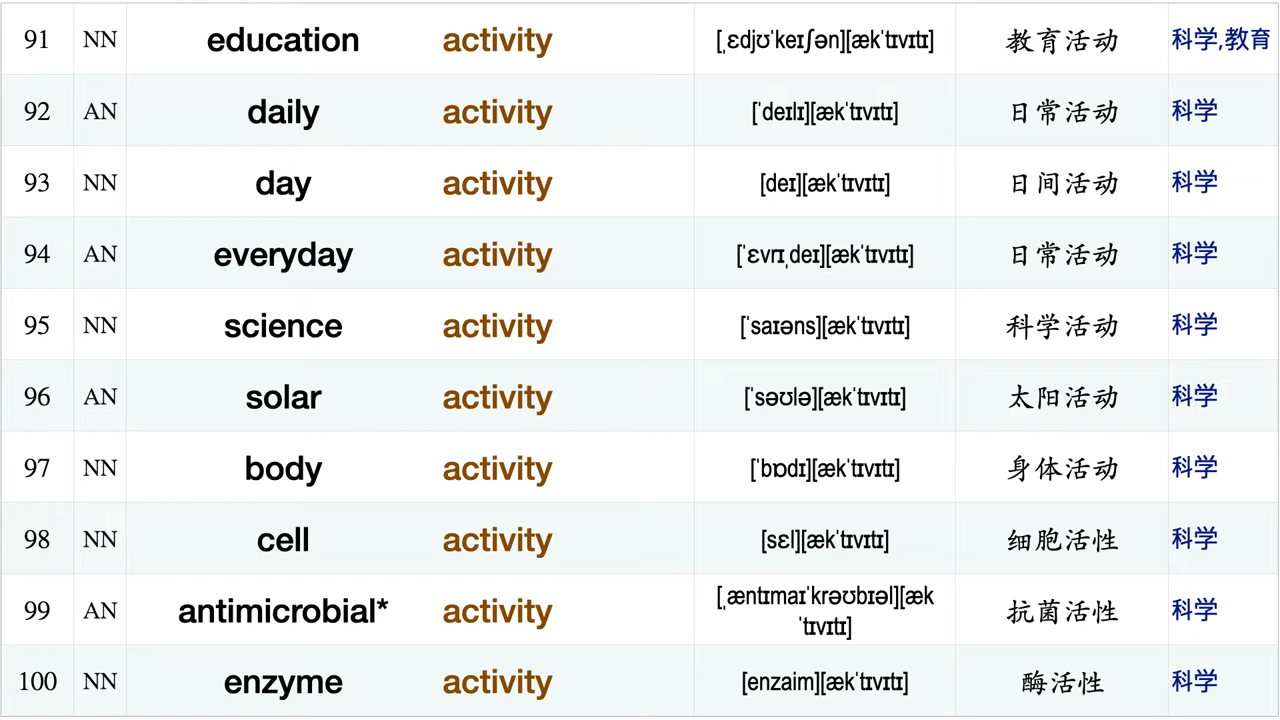 91 NN education activity [ˌɛdjʊˈkeɪʃən][ækˈtɪvɪtɪ] 教育活动 科学,教育
92 AN daily activity [ˈdeɪlɪ][ækˈtɪvɪtɪ] 日常活动 科学
93 NN day activity [deɪ][ækˈtɪvɪtɪ] 日间活动 科学
94 AN everyday activity [ˈɛvrɪˌdeɪ][ækˈtɪvɪtɪ] 日常活动 科学
95 NN science activity [ˈsaɪəns][ækˈtɪvɪtɪ] 科学活动 科学
96 AN solar activity [ˈsəʊlə][ækˈtɪvɪtɪ] 太阳活动 科学
97 NN body activity [ˈbɒdɪ][ækˈtɪvɪtɪ] 身体活动 科学
98 NN cell activity [sɛl][ækˈtɪvɪtɪ] 细胞活性 科学
99 AN antimicrobial* activity [ˌæntɪmaɪˈkrəʊbɪəl][æk
ˈtɪvɪtɪ] 抗菌活性 科学
100 NN enzyme activity [enzaim][ækˈtɪvɪtɪ] 酶活性 科学